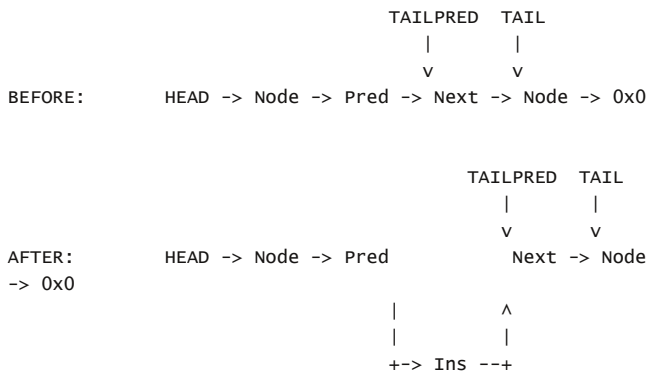 TAILPRED TAIL
| |
v v
BEFORE: HEAD -> Node -> Pred -> Next -> Node -> 0x0
TAILPRED TAIL
| |
v v
AFTER: HEAD -> Node -> Pred Next -> Node
-> 0x0
| ^
| |
+-> Ins --+